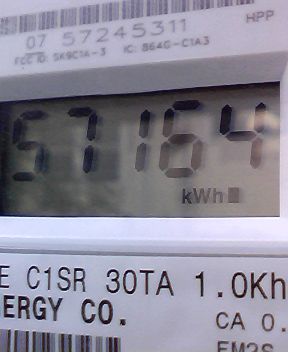 HPP
07 57245311
FCC ID: SK9C1A-3 IC: 864G-C1A3
57164
kWh
E C1SR 30TA 1.0Kh
ERGY CO.
CA 0.
EM2S